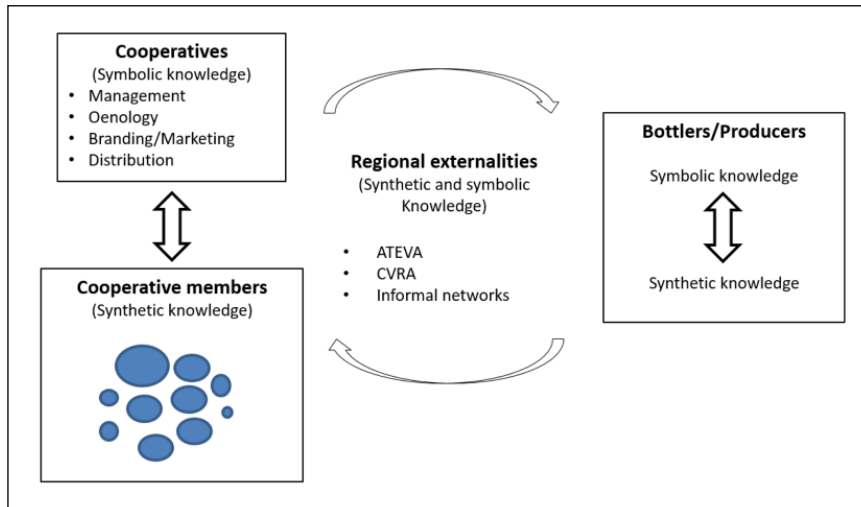 Cooperatives
(Symbolic knowledge)
• Management
• Oenology
• Branding/Marketing
• Distribution
Cooperative members
(Synthetic knowledge)
Regional externalities
(Synthetic and symbolic
Knowledge)
• ATEVA
• CVRA
• Informal networks
Bottlers/Producers
Symbolic knowledge
Synthetic knowledge